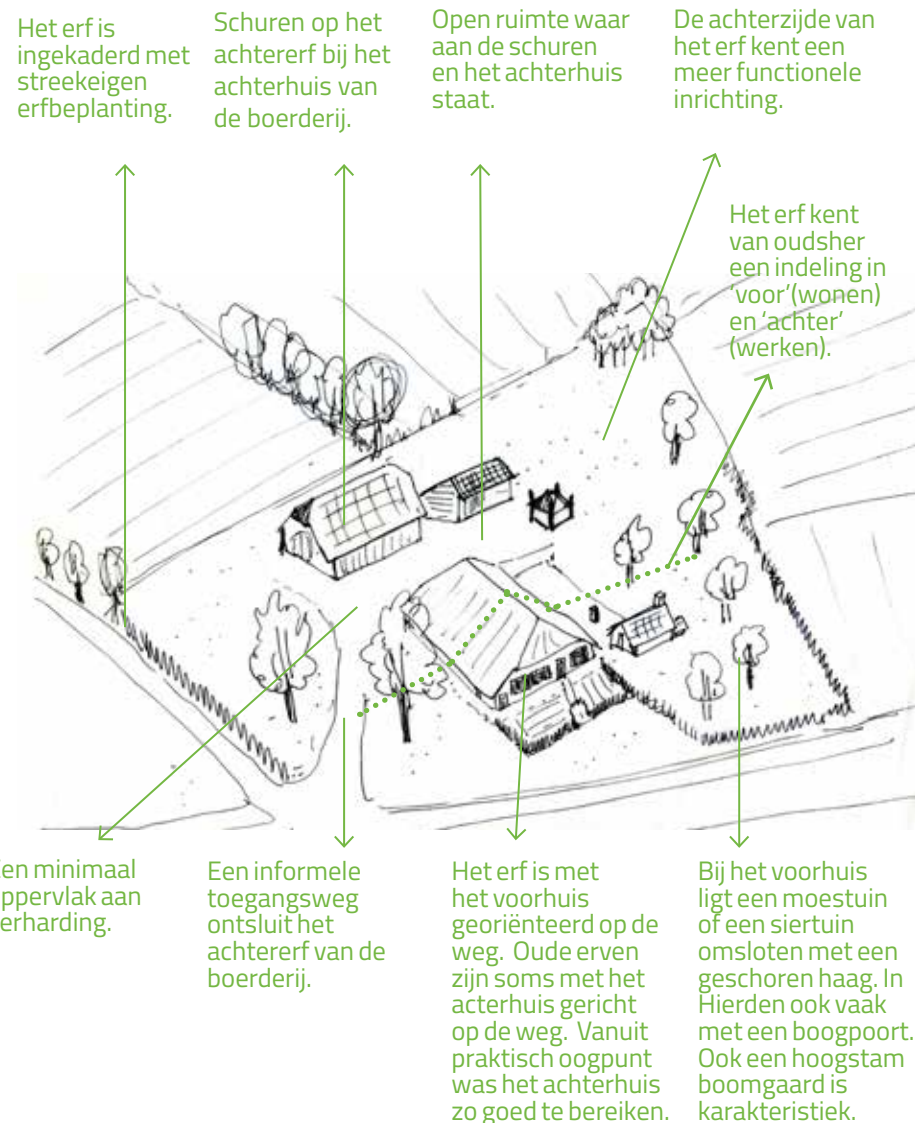 Het erf is
ingekaderd met
streekeigen
erfbeplanting.
Schuren op het
achtererf bij het
achterhuis van
de boerderij.
Open ruimte waar
aan de schuren
en het achterhuis
staat.
De achterzijde van
het erf kent een
meer functionele
inrichting.
Het erf kent
van oudsher
een indeling in
‘voor’(wonen)
en ‘achter’
(werken).
en minimaal
ppervlak aan
erharding.
Een informele
toegangsweg
ontsluit het
achtererf van de
boerderij.
Het erf is met
het voorhuis
georiënteerd op de
weg. Oude erven
zijn soms met het
acterhuis gericht
op de weg. Vanuit
praktisch oogpunt
was het achterhuis
zo goed te bereiken.
Bij het voorhuis
ligt een moestuin
of een siertuin
omsloten met een
geschoren haag. In
Hierden ook vaak
met een boogpoort.
Ook een hoogstam
boomgaard is
karakteristiek.